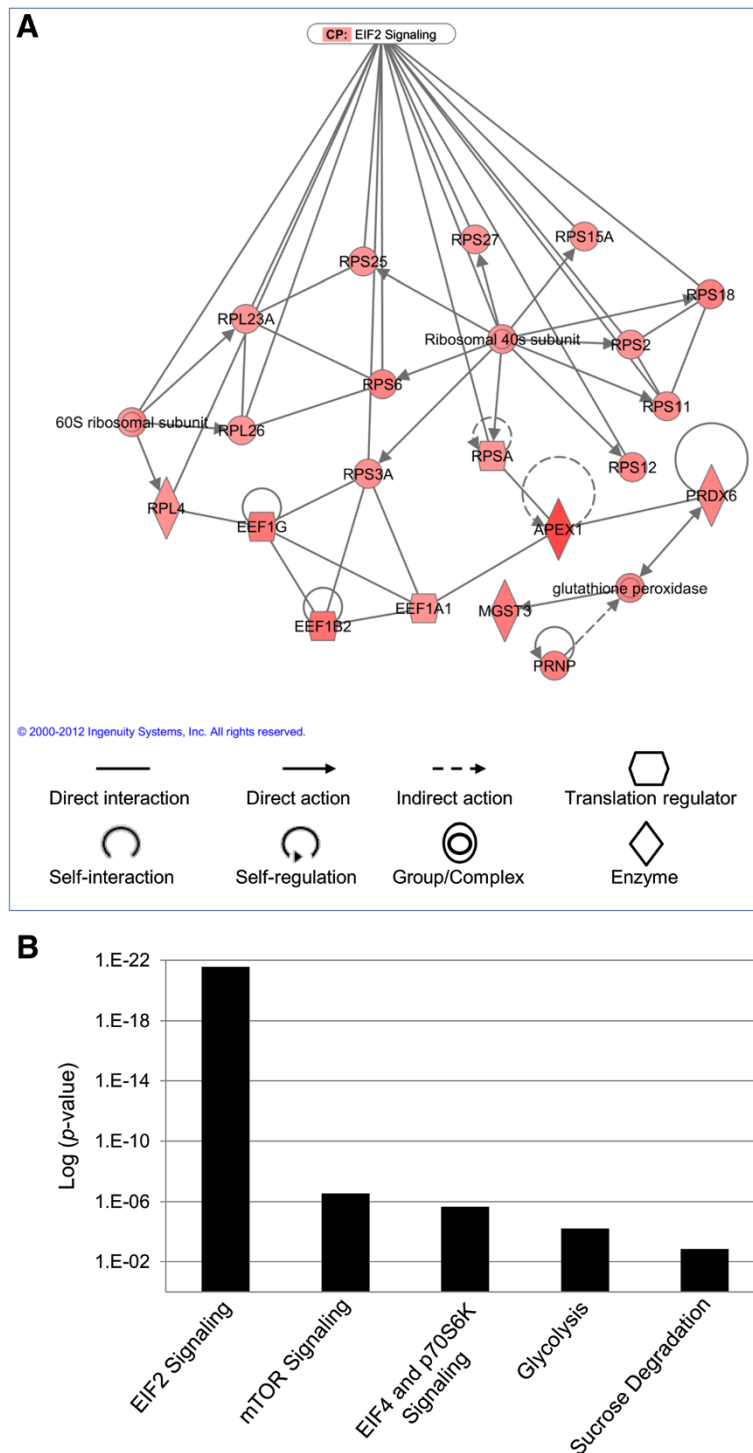 A
CP: EIF2 Signaling
RPS27
RPS15A
RPS25
RPS18
RPL23A
Ribosomal 40s subunit
RPS2
RPS6
RPS11
60S ribosomal subunit
RPL26
RPSA
RPS12
RPS3A
PRDX6
RPL4
EEF1G
APEX1
glutathione peroxidase
EEF1A1
MGST3
EEF1B2
PRNP
© 2000-2012 Ingenuity Systems, Inc. All rights reserved.
Direct interaction
Direct action
Indirect action
Translation regulator
Self-interaction
Self-regulation
Group/Complex
Enzyme
B
Log (p-value)
1.E-22
1.E-18
1.E-14
1.E-10
1.E-06
1.E-02
EIF2 Signaling
mTOR Signaling
EIF4 and p70S6K
Signaling
Glycolysis
Sucrose Degradation